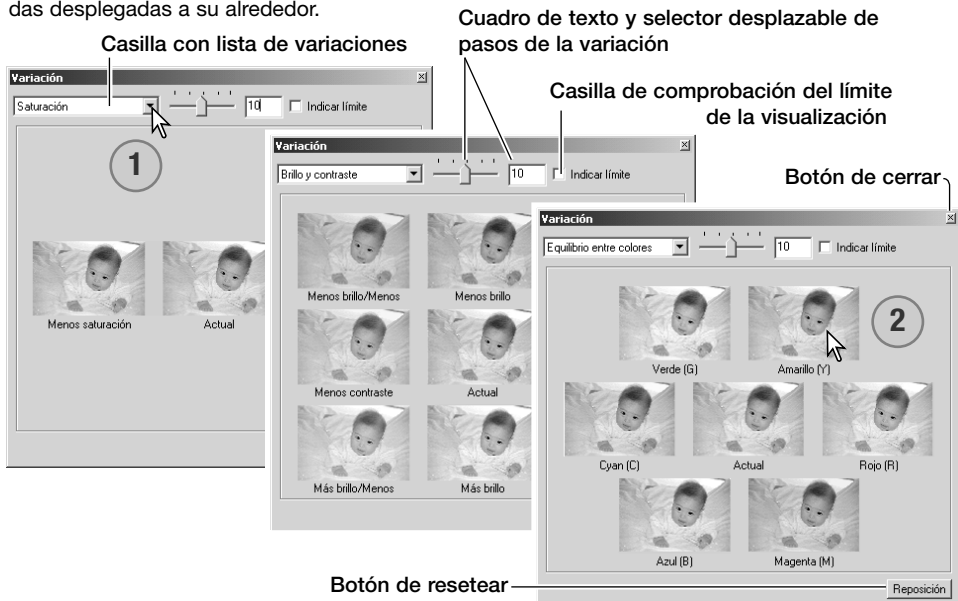 das desplegadas a su alrededor.
Cuadro de texto y selector desplazable de
pasos de la variación
Casilla con lista de variaciones
Casilla de comprobación del límite
de la visualización
Botón de cerrar
Variación
Saturación
10
Indicar límite
1
Menos saturación
Actual
Variación
Brillo y contraste
10
Indicar límite
Menos brillo/Menos
Menos brillo
Menos contraste
Actual
Más brillo/Menos
Más brillo
Variación
Equilibrio entre colores
10
Indicar límite
2
Verde (G)
Amarillo (Y)
Cyan (C)
Actual
Rojo (R)
Azul (B)
Magenta (M)
Botón de resetear
Reposición